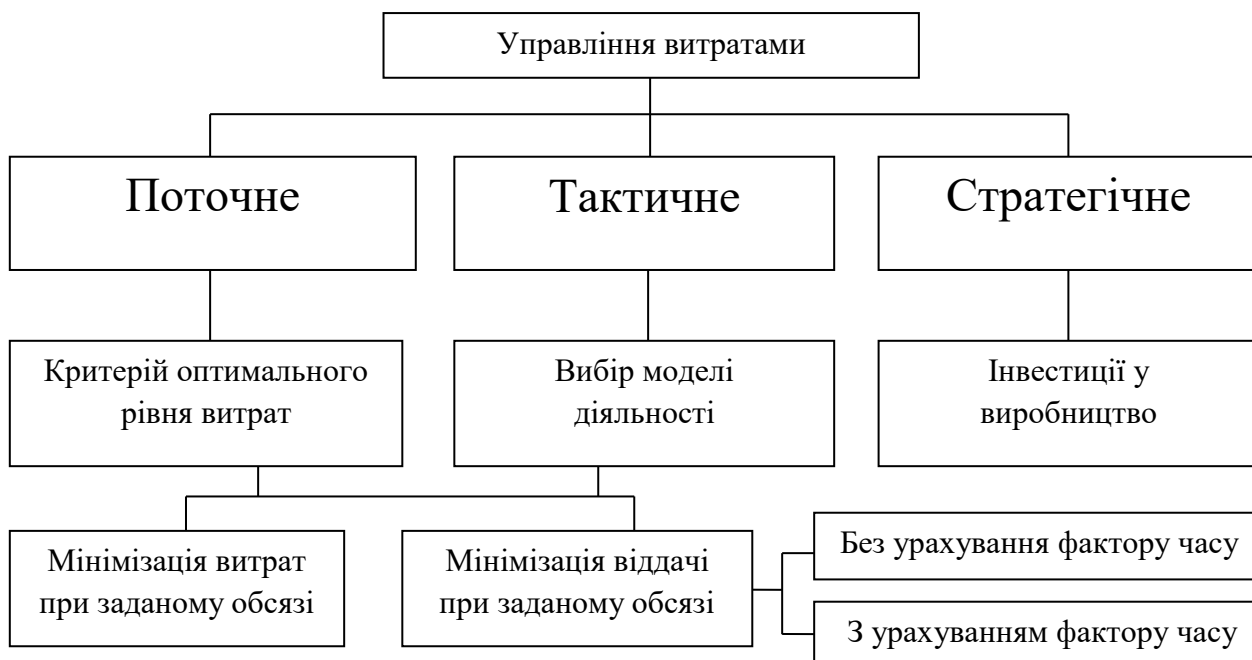 Управління витратами
Поточне
Тактичне
Стратегічне
Критерій оптимального
рівня витрат
Вибір моделі
діяльності
Інвестиції у
виробництво
Мінімізація витрат
при заданому обсязі
Мінімізація віддачі
при заданому обсязі
Без урахування фактору часу
З урахуванням фактору часу